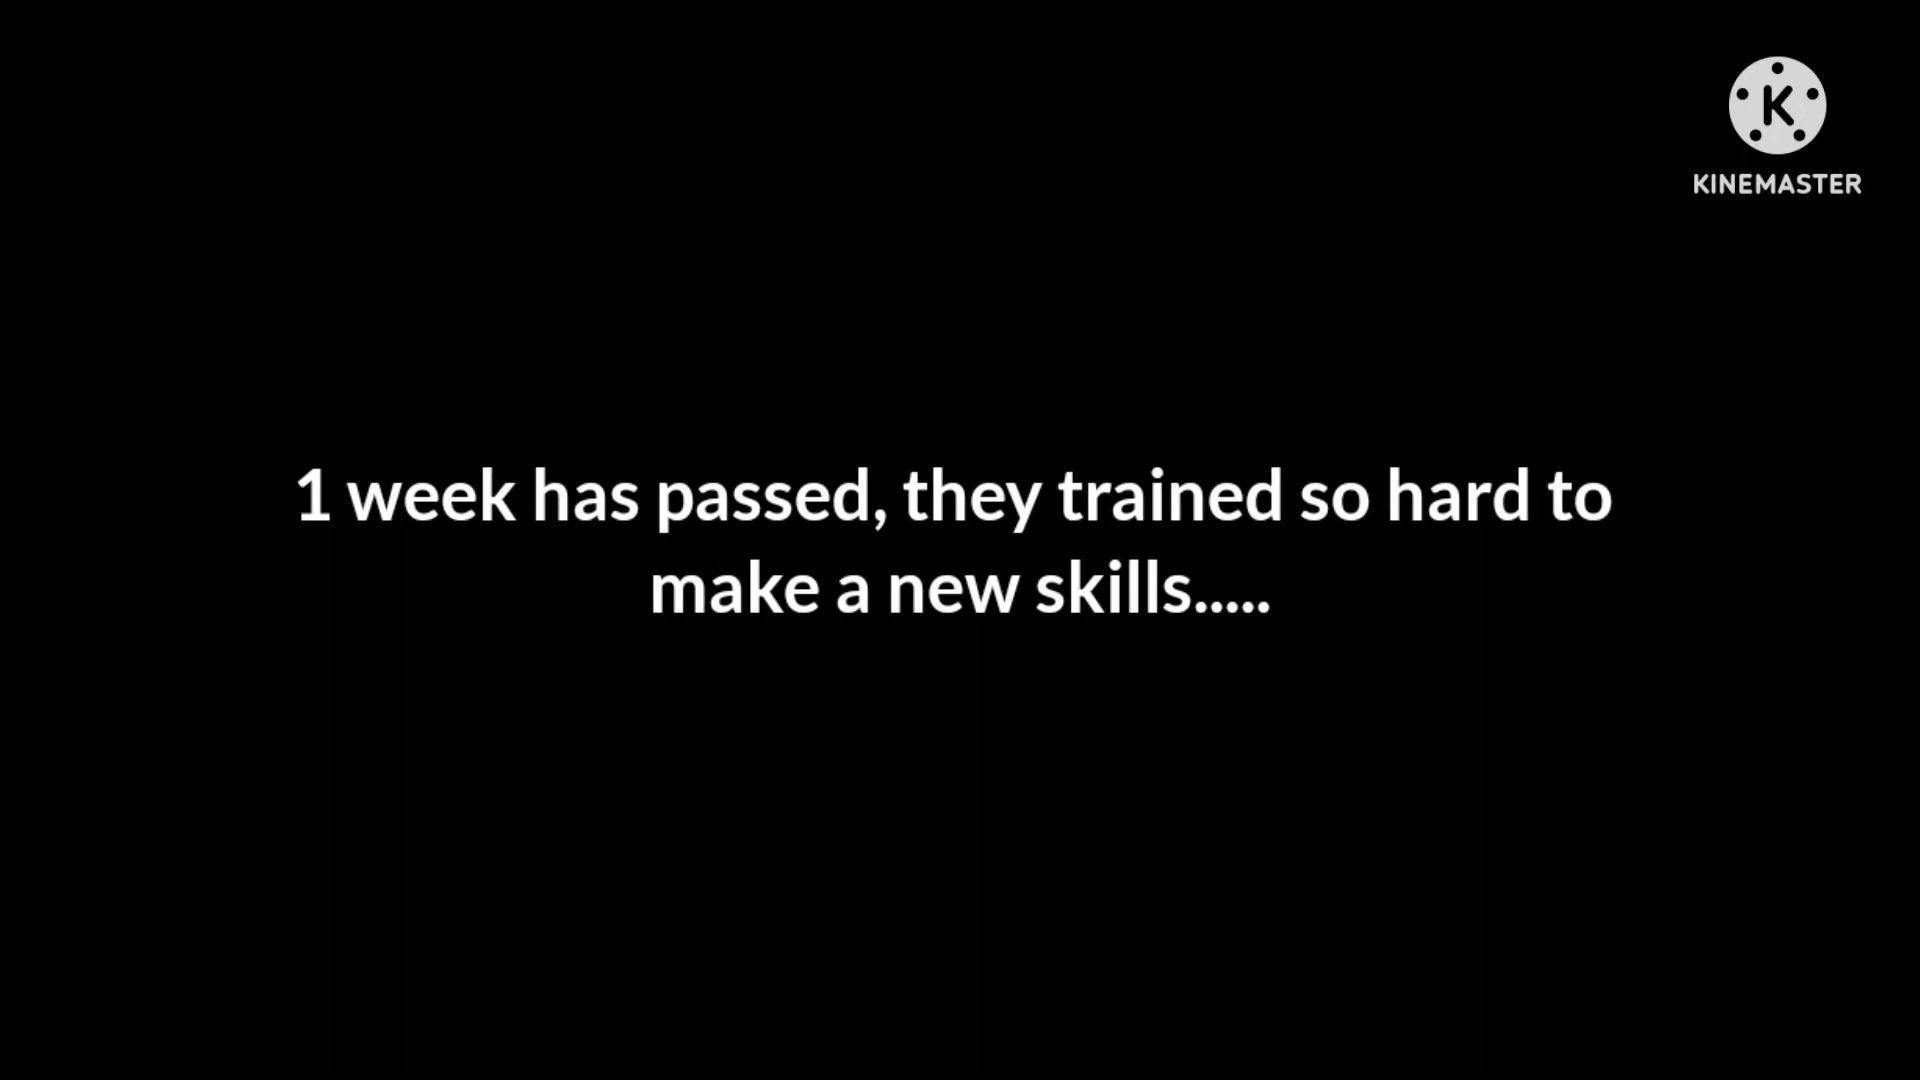 K
KINEMASTER
1 week has passed, they trained so hard to
make a new skills.....